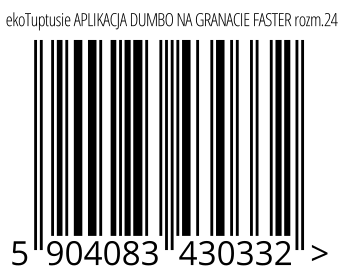 ekoTuptusie APLIKACJA DUMBO NA GRANACIE FASTER rozm.24
5 904083 430332 >